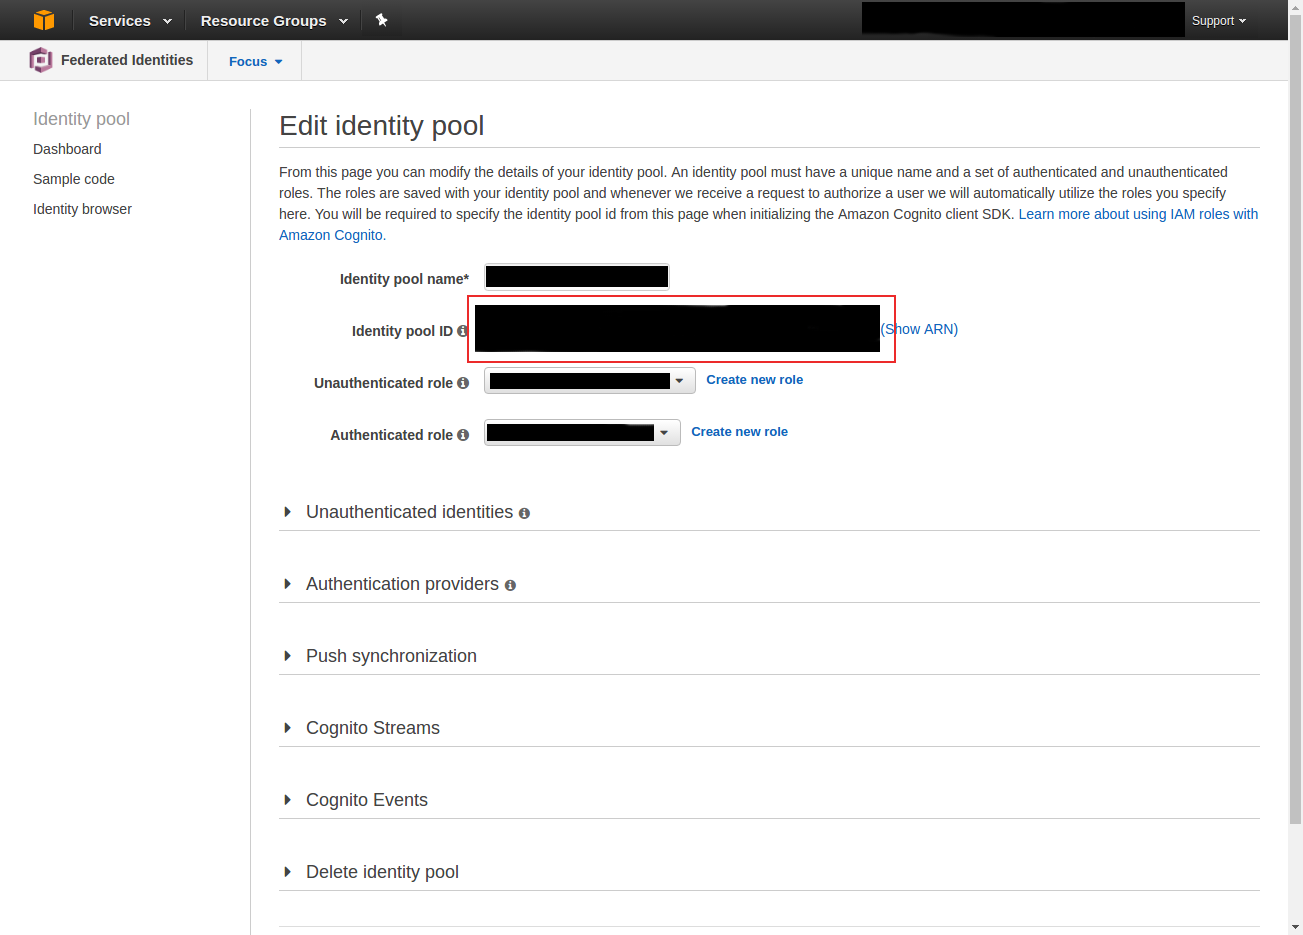 Services
Resource Groups
Support
Federated Identities
Focus
Identity pool
Dashboard
Sample code
Identity browser
Edit identity pool
From this page you can modify the details of your identity pool. An identity pool must have a unique name and a set of authenticated and unauthenticated
roles. The roles are saved with your identity pool and whenever we receive a request to authorize a user we will automatically utilize the roles you specify
here. You will be required to specify the identity pool id from this page when initializing the Amazon Cognito client SDK. Learn more about using IAM roles with
Amazon Cognito.
Identity pool name*
Identity pool ID
(Show ARN)
Unauthenticated role
Create new role
Authenticated role
Create new role
Unauthenticated identities
Authentication providers
Push synchronization
Cognito Streams
Cognito Events
Delete identity pool